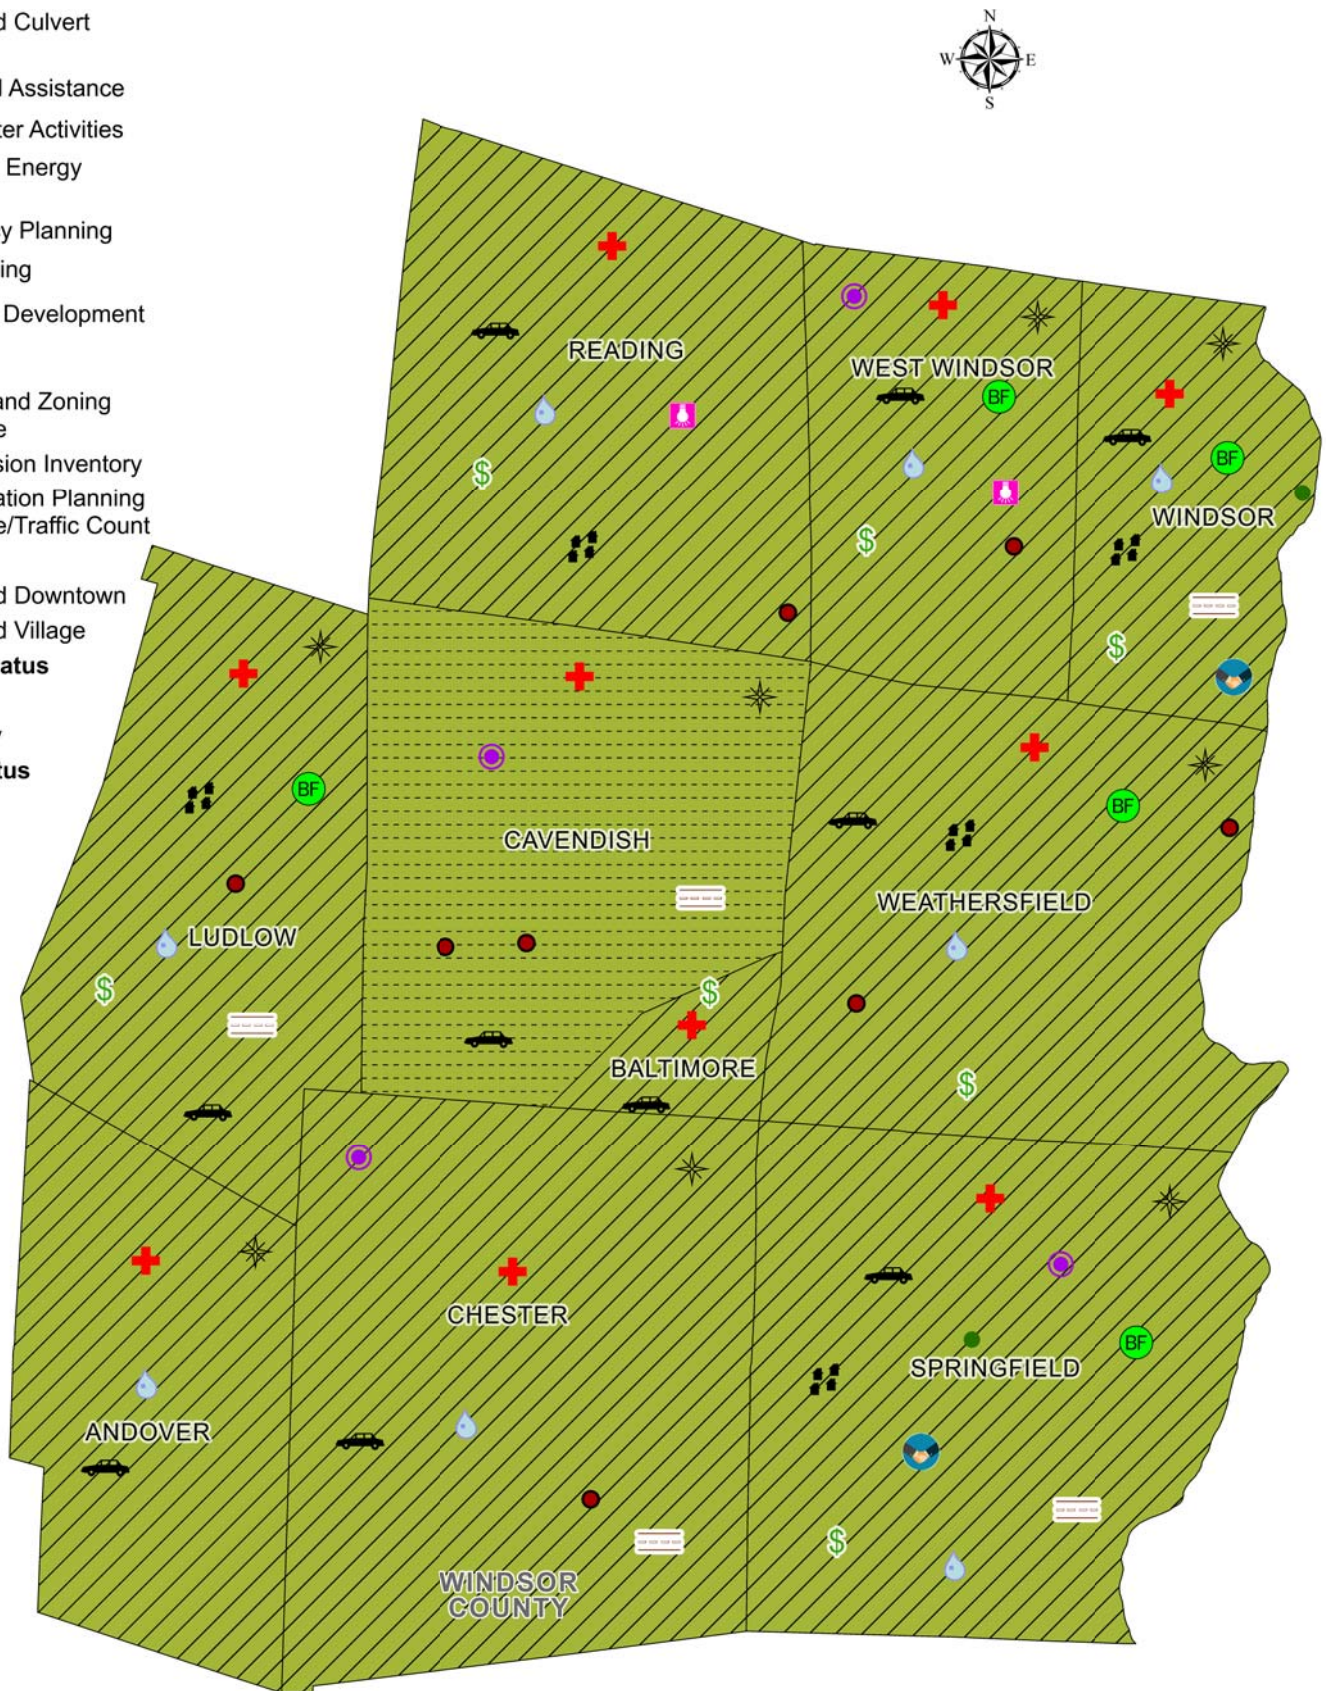 d Culvert
l Assistance
ter Activities
Energy
y Planning
ing
Development
and Zoning
e
sion Inventory
ation Planning
e/Traffic Count
d Downtown
d Village
atus
y
tus
N
W E
S
READING
WEST WINDSOR
BF
BF
WINDSOR
$
$
$
BF
BF
CAVENDISH
WEATHERSFIELD
LUDLOW
$
$
BALTIMORE
$
CHESTER
BF
SPRINGFIELD
ANDOVER
$
WINDSOR
COUNTY